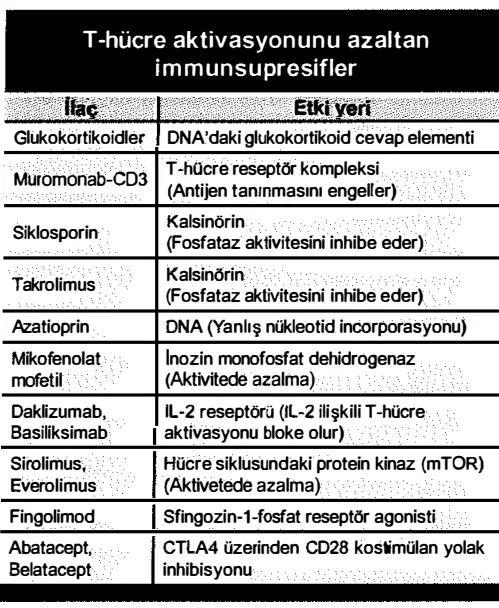 T-hücre aktivasyonunu azaltan
immunsupresifler
İlaç Etki yeri
Glukokortikoidler DNA'daki glukokortikoid cevap elementi
Muromonab-CD3 T-hücre reseptör kompleksi
(Antijen tanınmasını engeller)
Siklosporin Kalsinörin
(Fosfataz aktivitesini inhibe eder)
Takrolimus Kalsinörin
(Fosfataz aktivitesini inhibe eder)
Azatioprin DNA (Yanlış nükleotid incorporasyonu)
Mikofenolat İnozin monofosfat dehidrogenaz
mofetil (Aktivitede azalma)
Daklizumab, IL-2 reseptörü (IL-2 ilişkili T-hücre
Basiliksimab aktivasyonu bloke olur)
Sirolimus, Hücre siklusundaki protein kinaz (mTOR)
Everolimus (Aktivetede azalma)
Fingolimod Sfingozin-1-fosfat reseptör agonisti
Abatacept, CTLA4 üzerinden CD28 kostimülan yolak
Belatacept inhibisyonu